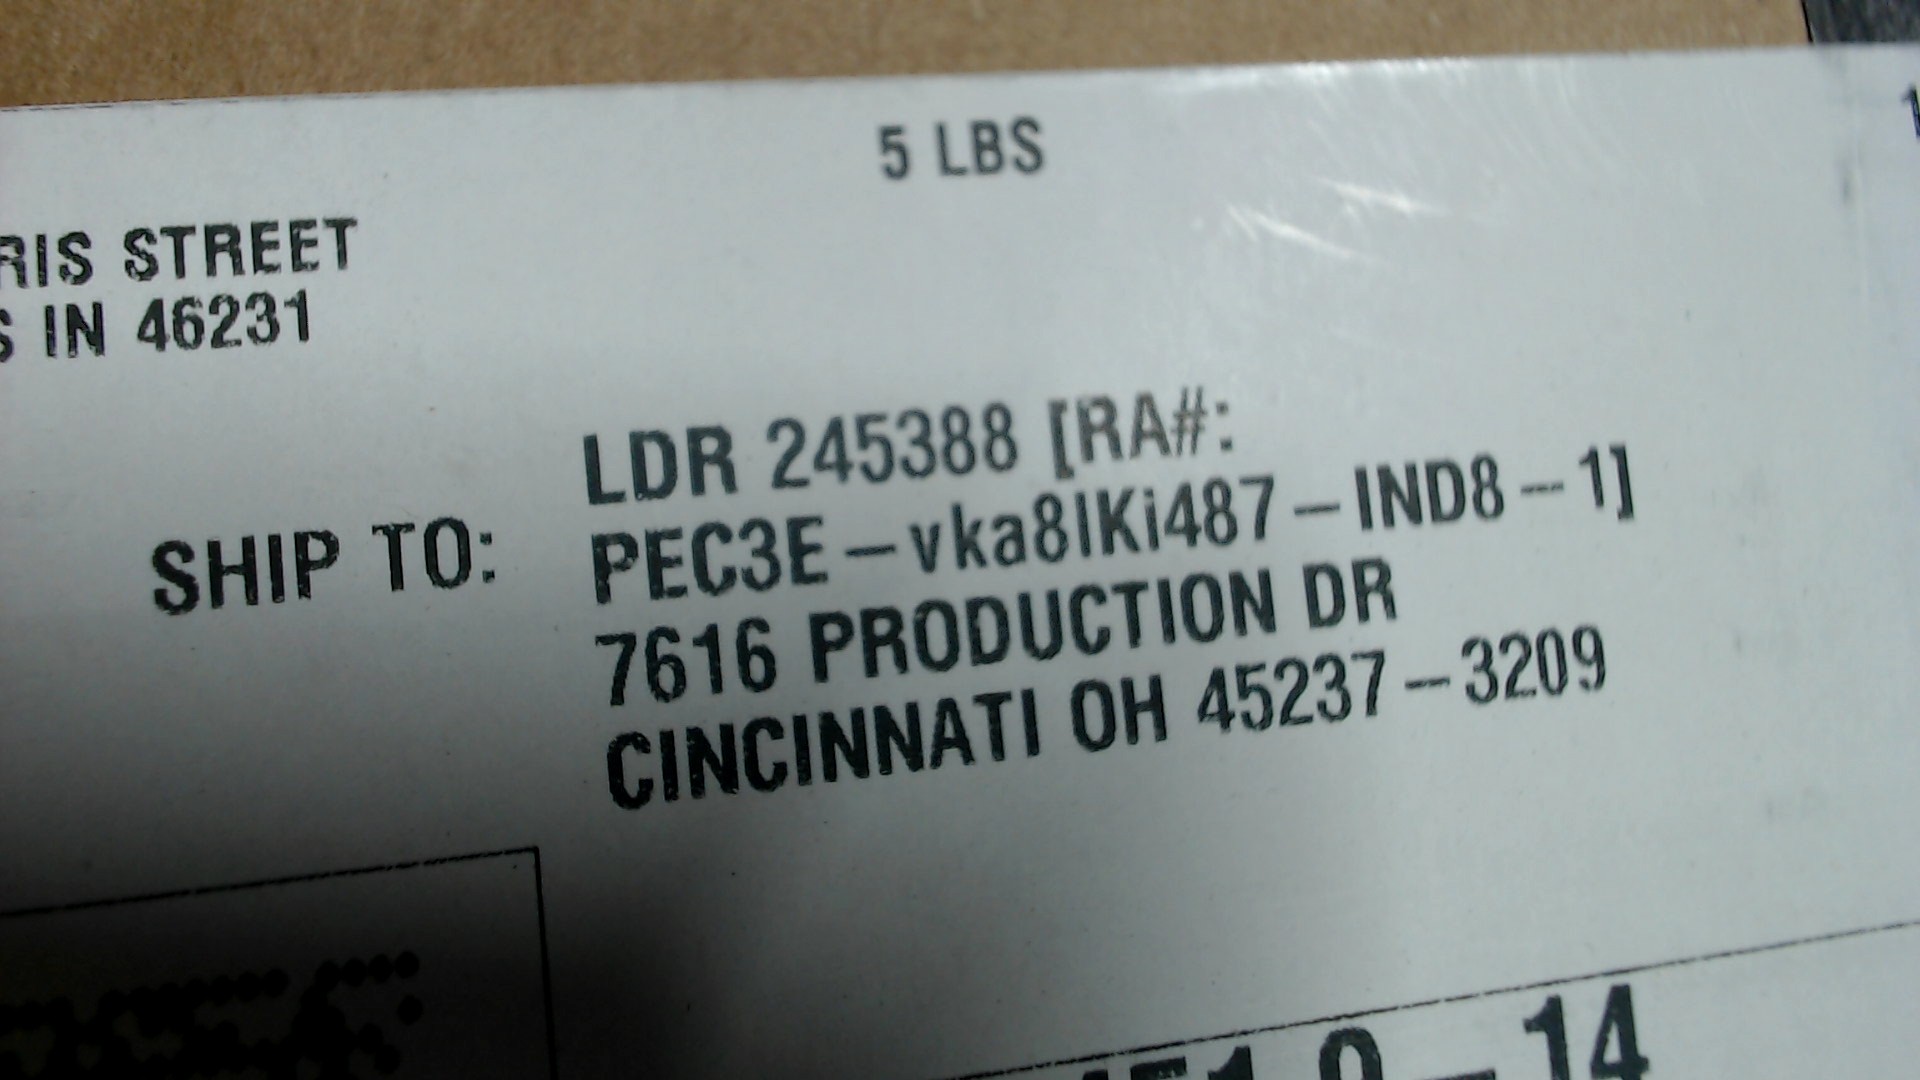 5 LBS
RIS STREET
S IN 46231
SHIP TO:
LDR 245388 [RA#:
PEC3E-vka8lKi487-IND8-1]
7616 PRODUCTION DR
CINCINNATI OH 45237-3209